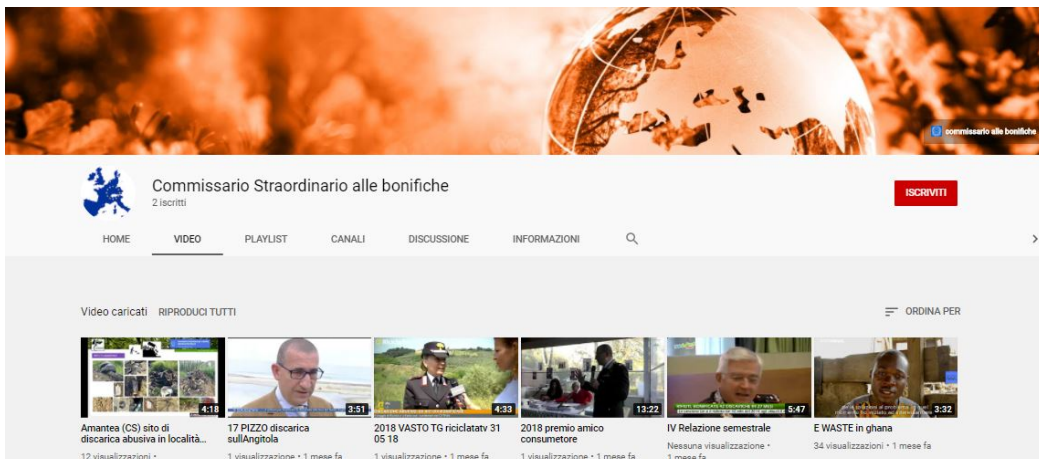 commissario alle bonifiche
Commissario Straordinario alle bonifiche
2 iscritti
ISCRIVITI
HOME VIDEO PLAYLIST CANALI DISCUSSIONE INFORMAZIONI
Video caricati RIPRODUCI TUTTI ORDINA PER
4:18 3:51 4:33 13:22 5:47 3:32
Amantea (CS) sito di
discarica abusiva in località...
12 visualizzazioni •
17 PIZZO discarica
sullAngitola
1 visualizzazione • 1 mese fa
2018 VASTO TG riciclatatv 31
05 18
1 visualizzazione • 1 mese fa
2018 premio amico
consumetore
1 visualizzazione • 1 mese fa
IV Relazione semestrale
Nessuna visualizzazione •
1 mese fa
E WASTE in ghana
34 visualizzazioni • 1 mese fa